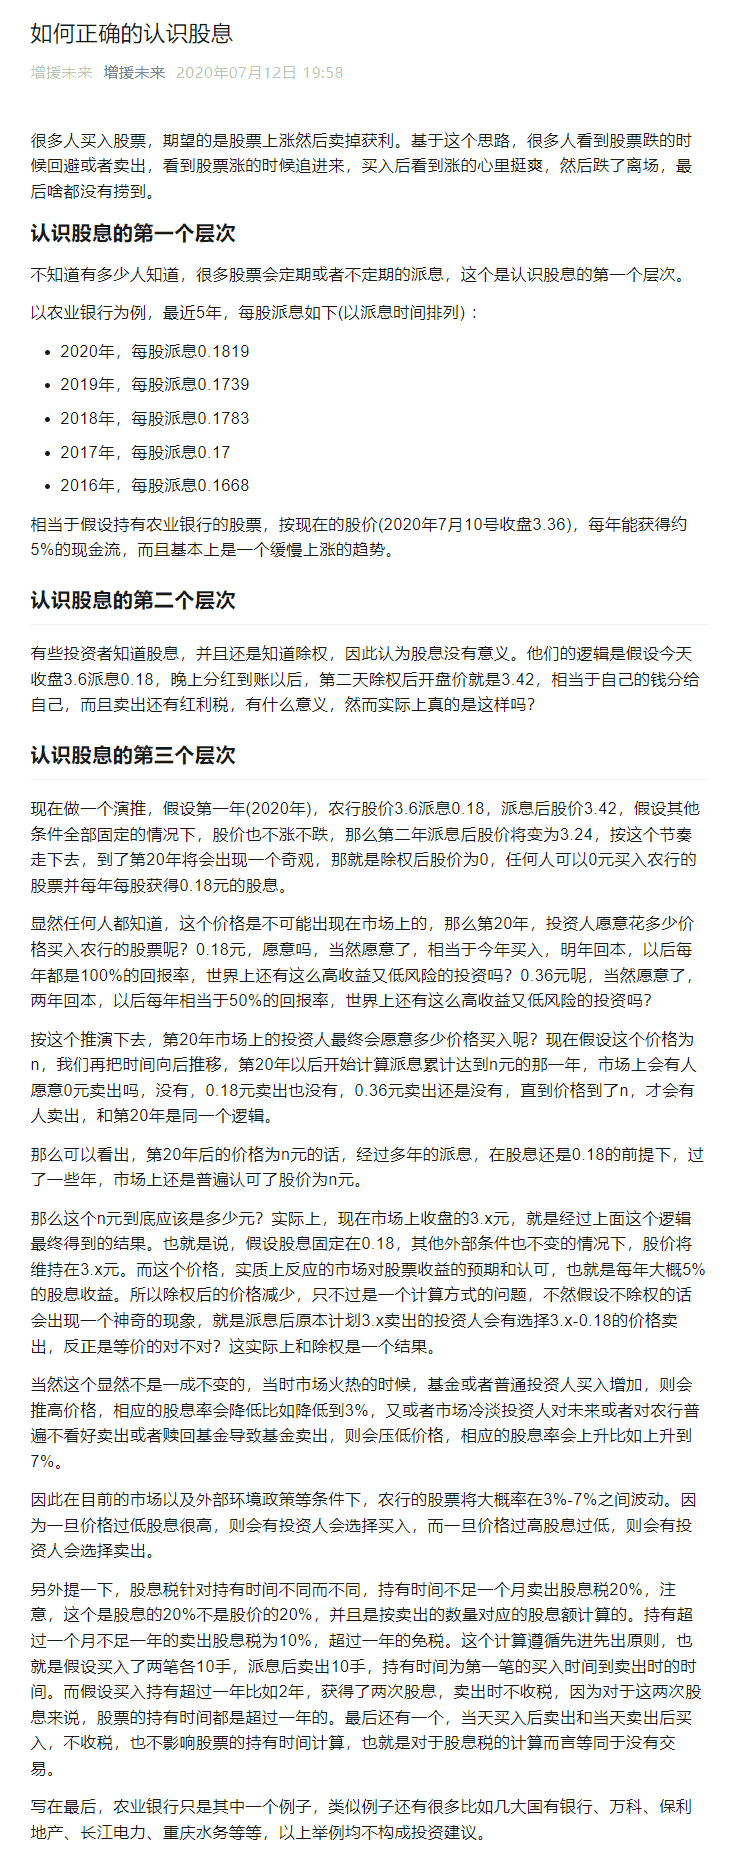 如何正确的认识股息
增援未来 增援未来 2020年07月12日 19:58
很多人买入股票，期望的是股票上涨然后卖掉获利。基于这个思路，很多人看到股票跌的时
候回避或者卖出，看到股票涨的时候追进来，买入后看到涨的心里挺爽，然后跌了离场，最
后啥都没有捞到。
认识股息的第一个层次
不知道有多少人知道，很多股票会定期或者不定期的派息，这个是认识股息的第一个层次。
以农业银行为例，最近5年，每股派息如下(以派息时间排列)：
• 2020年，每股派息0.1819
• 2019年，每股派息0.1739
• 2018年，每股派息0.1783
• 2017年，每股派息0.17
• 2016年，每股派息0.1668
相当于假设持有农业银行的股票，按现在的股价(2020年7月10号收盘3.36)，每年能获得约
5%的现金流，而且基本上是一个缓慢上涨的趋势。
认识股息的第二个层次
有些投资者知道股息，并且还是知道除权，因此认为股息没有意义。他们的逻辑是假设今天
收盘3.6派息0.18，晚上分红到账以后，第二天除权后开盘价就是3.42，相当于自己的钱分给
自己，而且卖出还有红利税，有什么意义，然而实际上真的是这样吗？
认识股息的第三个层次
现在做一个演推，假设第一年(2020年)，农行股价3.6派息0.18，派息后股价3.42，假设其他
条件全部固定的情况下，股价也不涨不跌，那么第二年派息后股价将变为3.24，按这个节奏
走下去，到了第20年将会出现一个奇观，那就是除权后股价为0，任何人可以0元买入农行的
股票并每年每股获得0.18元的股息。
显然任何人都知道，这个价格是不可能出现在市场上的，那么第20年，投资人愿意花多少价
格买入农行的股票呢？0.18元，愿意吗，当然愿意了，相当于今年买入，明年回本，以后每
年都是100%的回报率，世界上还有这么高收益又低风险的投资吗？0.36元呢，当然愿意了，
两年回本，以后每年相当于50%的回报率，世界上还有这么高收益又低风险的投资吗？
按这个推演下去，第20年市场上的投资人最终会愿意多少价格买入呢？现在假设这个价格为
n，我们再把时间向后推移，第20年以后开始计算派息累计达到n元的那一年，市场上会有人
愿意0元卖出吗，没有，0.18元卖出也没有，0.36元卖出还是没有，直到价格到了n，才会有
人卖出，和第20年是同一个逻辑。
那么可以看出，第20年后的价格为n元的话，经过多年的派息，在股息还是0.18的前提下，过
了一些年，市场上还是普遍认可了股价为n元。
那么这个n元到底应该是多少元？实际上，现在市场上收盘的3.x元，就是经过上面这个逻辑
最终得到的结果。也就是说，假设股息固定在0.18，其他外部条件也不变的情况下，股价将
维持在3.x元。而这个价格，实质上反应的市场对股票收益的预期和认可，也就是每年大概5%
的股息收益。所以除权后的价格减少，只不过是一个计算方式的问题，不然假设不除权的话
会出现一个神奇的现象，就是派息后原本计划3.x卖出的投资人会有选择3.x-0.18的价格卖
出，反正是等价的对不对？这实际上和除权是一个结果。
当然这个显然不是一成不变的，当时市场火热的时候，基金或者普通投资人买入增加，则会
推高价格，相应的股息率会降低比如降低到3%，又或者市场冷淡投资人对未来或者对农行普
遍不看好卖出或者赎回基金导致基金卖出，则会压低价格，相应的股息率会上升比如上升到
7%。
因此在目前的市场以及外部环境政策等条件下，农行的股票将大概率在3%-7%之间波动。因
为一旦价格过低股息很高，则会有投资人会选择买入，而一旦价格过高股息过低，则会有投
资人会选择卖出。
另外提一下，股息税针对持有时间不同而不同，持有时间不足一个月卖出股息税20%，注
意，这个是股息的20%不是股价的20%，并且是按卖出的数量对应的股息额计算的。持有超
过一个月不足一年的卖出股息税为10%，超过一年的免税。这个计算遵循先进先出原则，也
就是假设买入了两笔各10手，派息后卖出10手，持有时间为第一笔的买入时间到卖出时的时
间。而假设买入持有超过一年比如2年，获得了两次股息，卖出时不收税，因为对于这两次股
息来说，股票的持有时间都是超过一年的。最后还有一个，当天买入后卖出和当天卖出后买
入，不收税，也不影响股票的持有时间计算，也就是对于股息税的计算而言等同于没有交
易。
写在最后，农业银行只是其中一个例子，类似例子还有很多比如几大国有银行、万科、保利
地产、长江电力、重庆水务等等，以上举例均不构成投资建议。